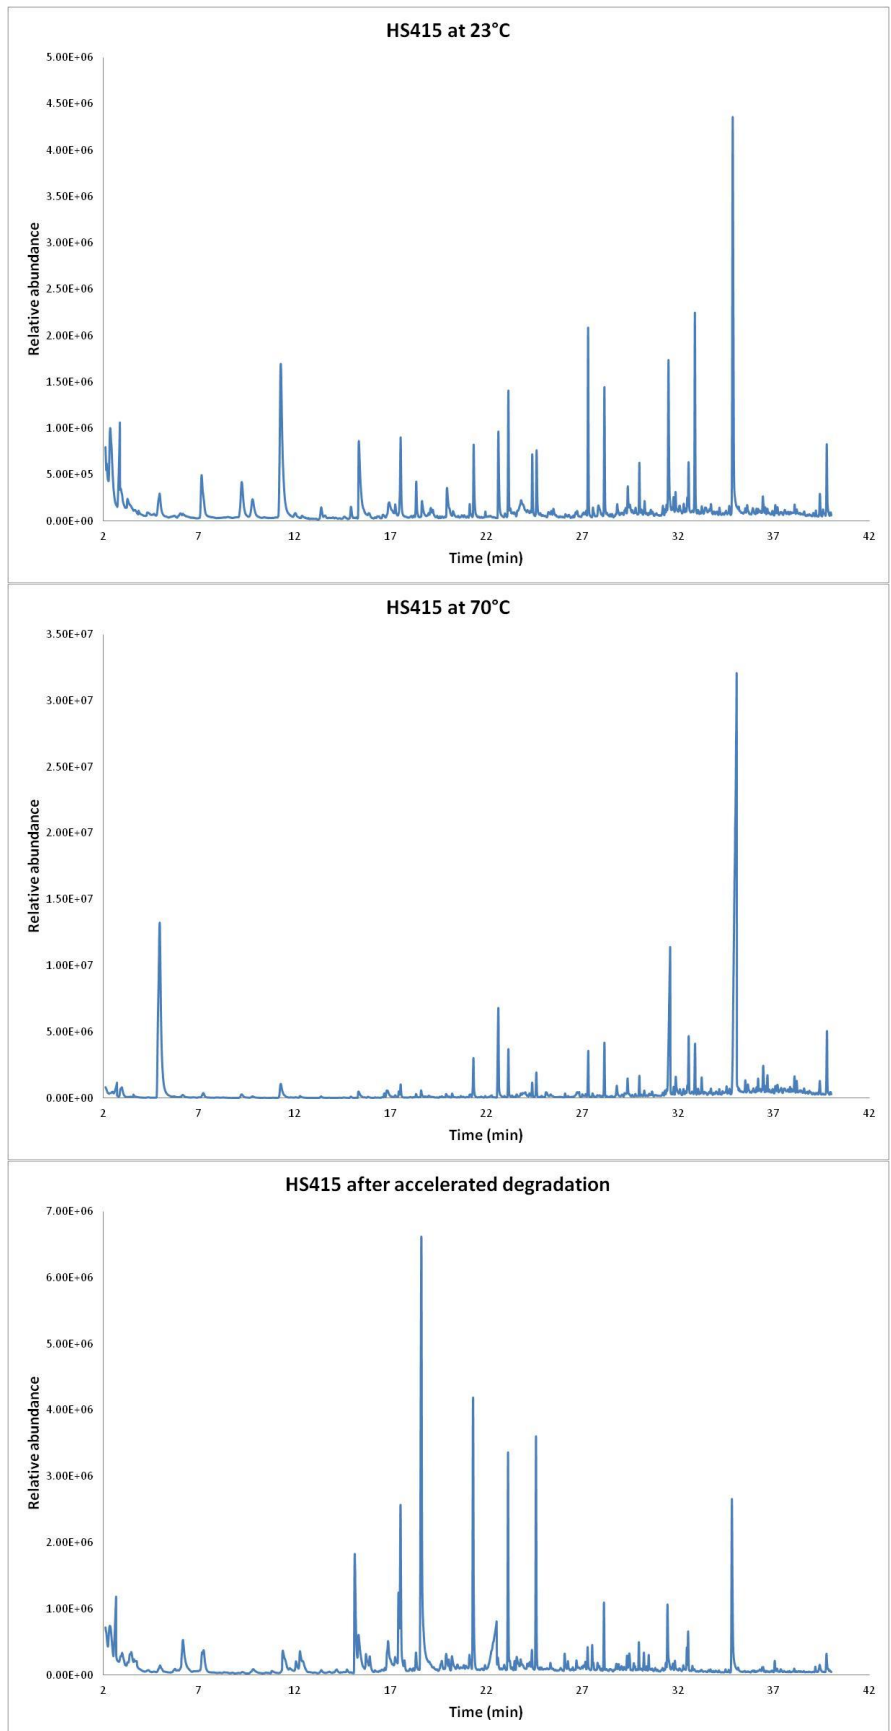 HS415 at 23°C
5.00E+06
4.50E+06
4.00E+06
3.50E+06
3.00E+06
2.50E+06
2.00E+06
1.50E+06
1.00E+06
5.00E+05
0.00E+00
Relative abundance
2 7 12 17 22 27 32 37 42
Time (min)
HS415 at 70°C
3.50E+07
3.00E+07
2.50E+07
2.00E+07
1.50E+07
1.00E+07
5.00E+06
0.00E+00
Relative abundance
2 7 12 17 22 27 32 37 42
Time (min)
HS415 after accelerated degradation
7.00E+06
6.00E+06
5.00E+06
4.00E+06
3.00E+06
2.00E+06
1.00E+06
0.00E+00
Relative abundance
2 7 12 17 22 27 32 37 42
Time (min)